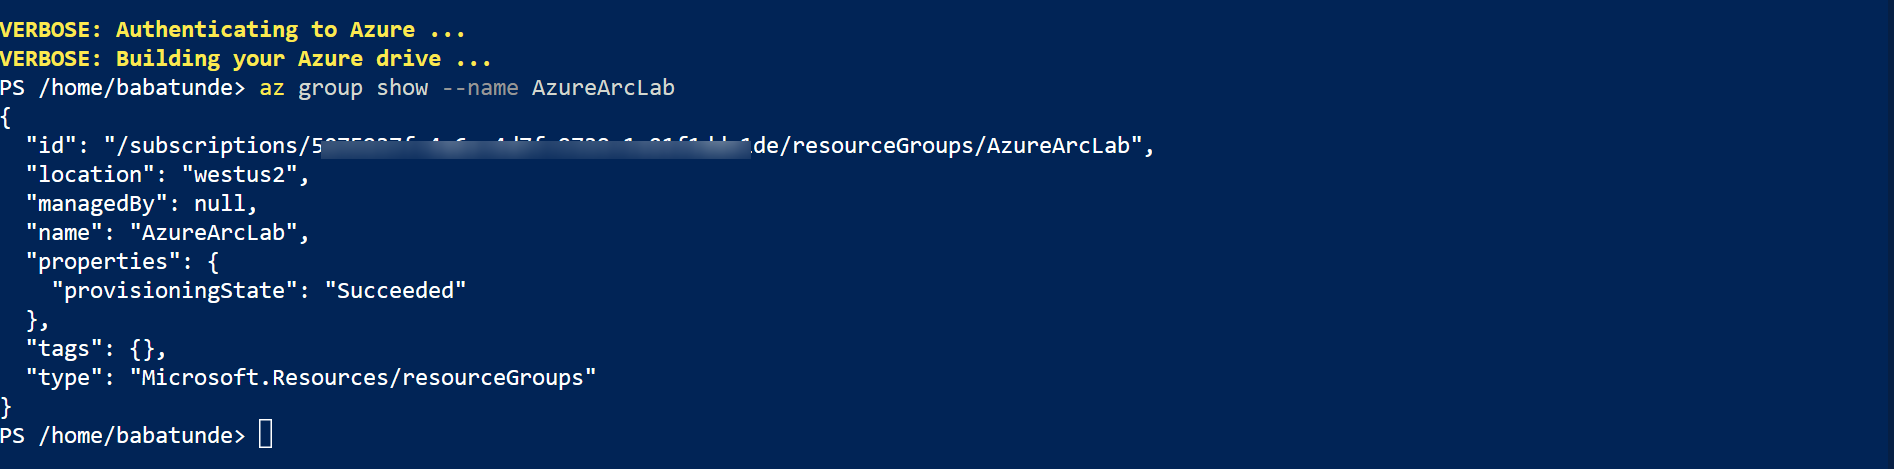 VERBOSE: Authenticating to Azure ...
VERBOSE: Building your Azure drive ...
PS /home/babatunde> az group show --name AzureArcLab
{
  "id": "/subscriptions/5 de/resourceGroups/AzureArcLab",
  "location": "westus2",
  "managedBy": null,
  "name": "AzureArcLab",
  "properties": {
    "provisioningState": "Succeeded"
  },
  "tags": {},
  "type": "Microsoft.Resources/resourceGroups"
}
PS /home/babatunde>